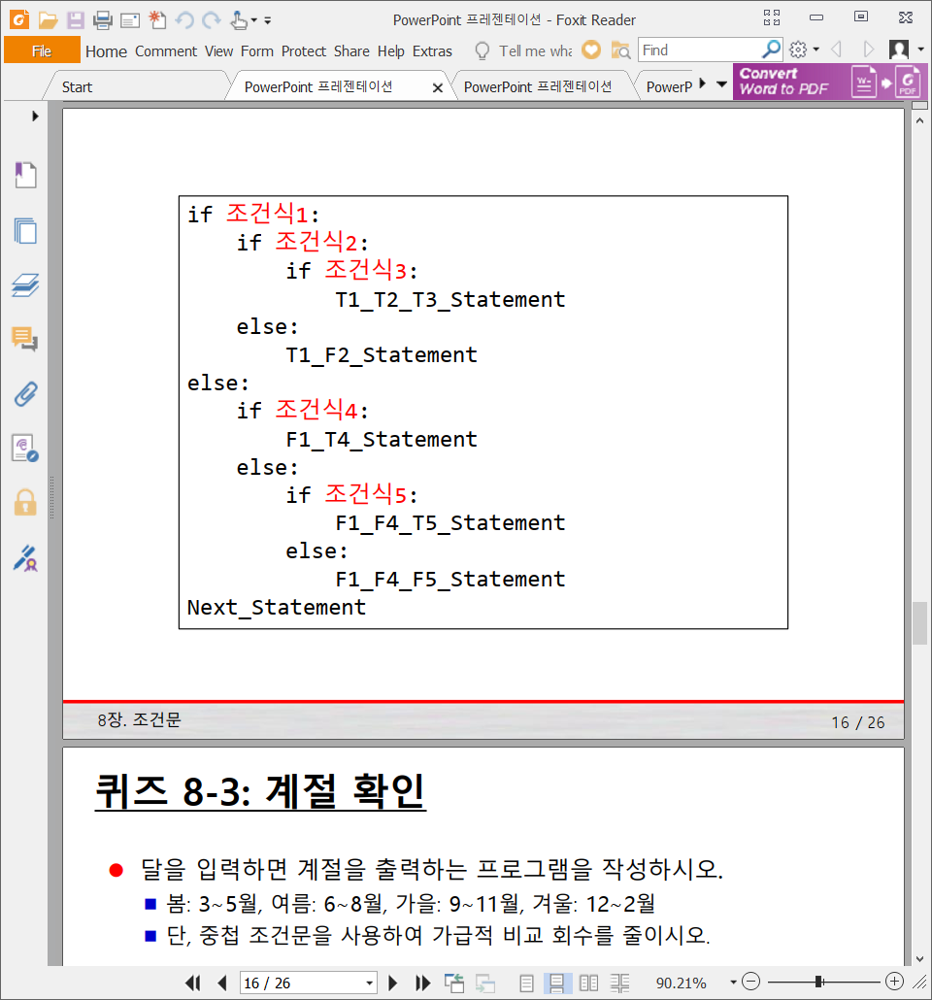 PowerPoint 프레젠테이션 - Foxit Reader
File Home Comment View Form Protect Share Help Extras Tell me wha Find
Start PowerPoint 프레젠테이션 PowerPoint 프레젠테이션 PowerP
Convert
Word to PDF
PDF
if 조건식1:
if 조건식2:
if 조건식3:
T1_T2_T3_Statement
else:
T1_F2_Statement
else:
if 조건식4:
F1_T4_Statement
else:
if 조건식5:
F1_F4_T5_Statement
else:
F1_F4_F5_Statement
Next_Statement
8장. 조건문
16 / 26
퀴즈 8-3: 계절 확인
달을 입력하면 계절을 출력하는 프로그램을 작성하시오.
봄: 3~5월, 여름: 6~8월, 가을: 9~11월, 겨울: 12~2월
단, 중첩 조건문을 사용하여 가급적 비교 회수를 줄이시오.
16 / 26 90.21%